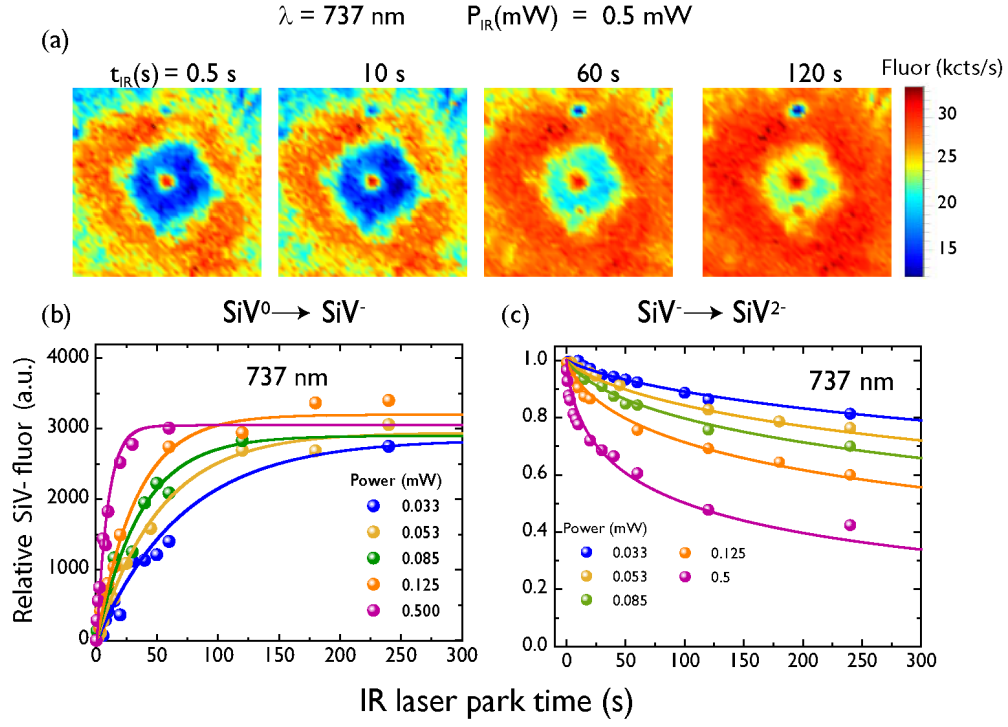 λ = 737 nm P_IR(mW) = 0.5 mW
(a)
t_IR(s) = 0.5 s 10 s 60 s 120 s Fluor (kcts/s)
30
25
20
15
(b) SiV⁰→ SiV⁻ (c) SiV⁻→ SiV²⁻
Relative SiV- fluor (a.u.)
4000
3000
2000
1000
0
737 nm
Power (mW)
0.033
0.053
0.085
0.125
0.500
0 50 100 150 200 250 300
1.0
0.8
0.6
0.4
0.2
0.0
737 nm
Power (mW)
0.033 0.125
0.053 0.5
0.085
0 50 100 150 200 250 300
IR laser park time (s)